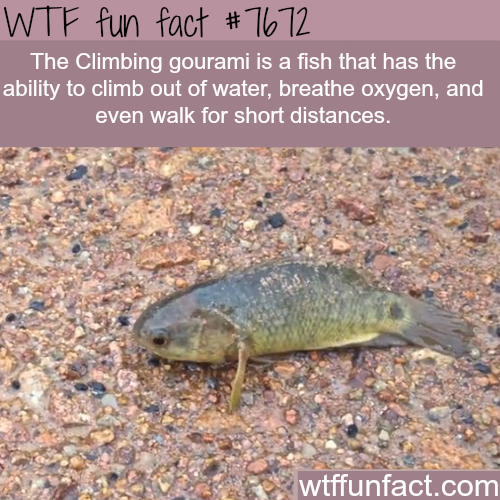 WTF fun fact #7672
The Climbing gourami is a fish that has the
ability to climb out of water, breathe oxygen, and
even walk for short distances.
wtffunfact.com